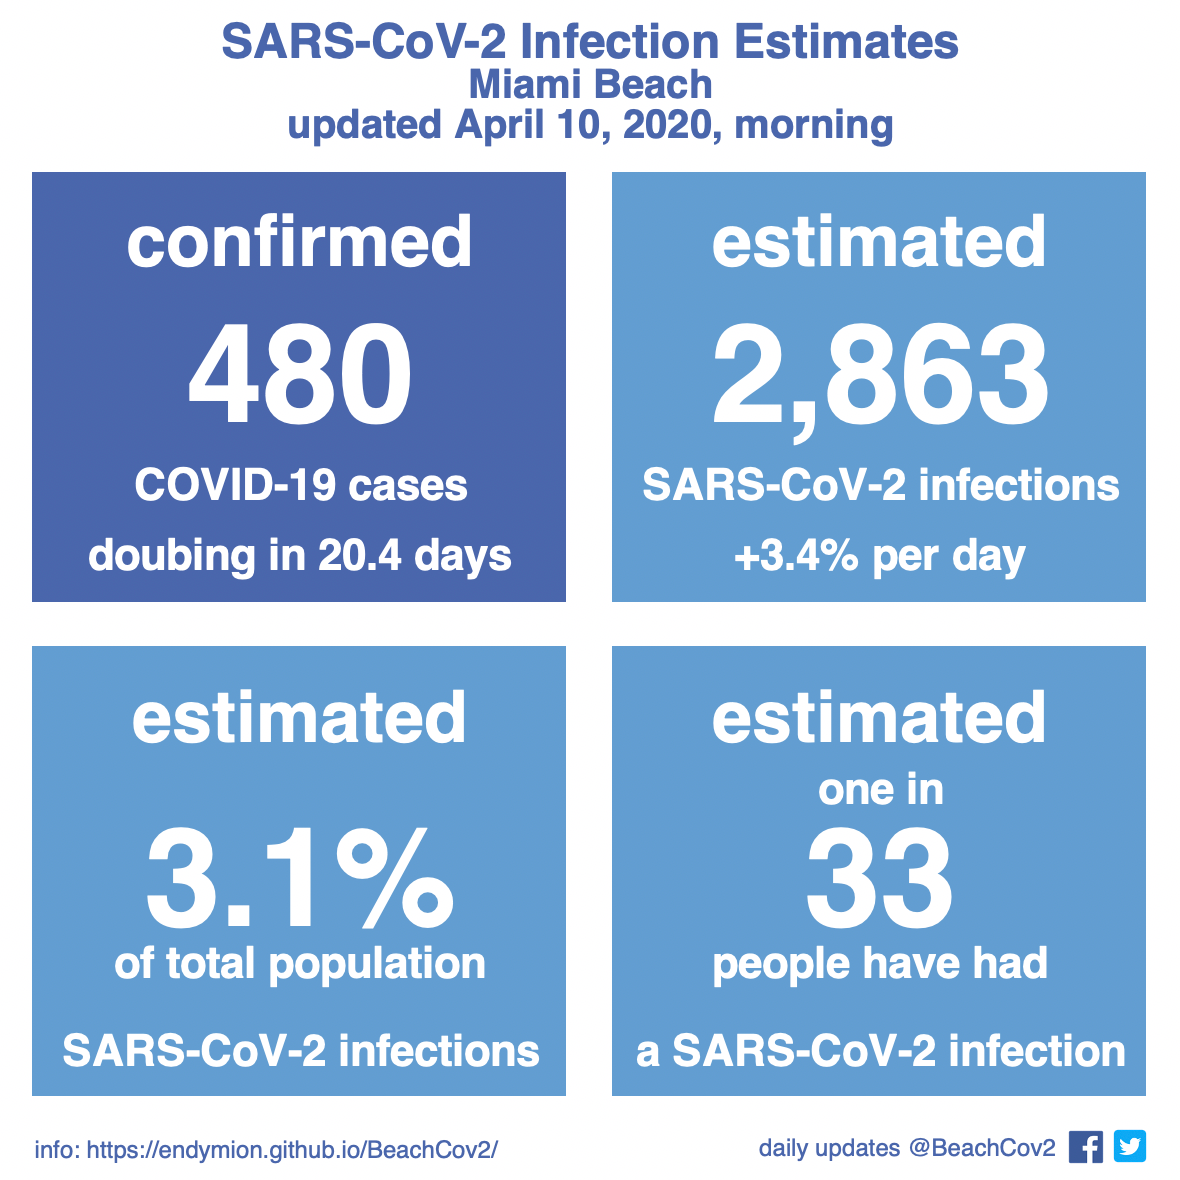 SARS-CoV-2 Infection Estimates
Miami Beach
updated April 10, 2020, morning
confirmed
480
COVID-19 cases
doubing in 20.4 days
estimated
2,863
SARS-CoV-2 infections
+3.4% per day
estimated
3.1%
of total population
SARS-CoV-2 infections
estimated
one in
33
people have had
a SARS-CoV-2 infection
info: https://endymion.github.io/BeachCov2/
daily updates @BeachCov2